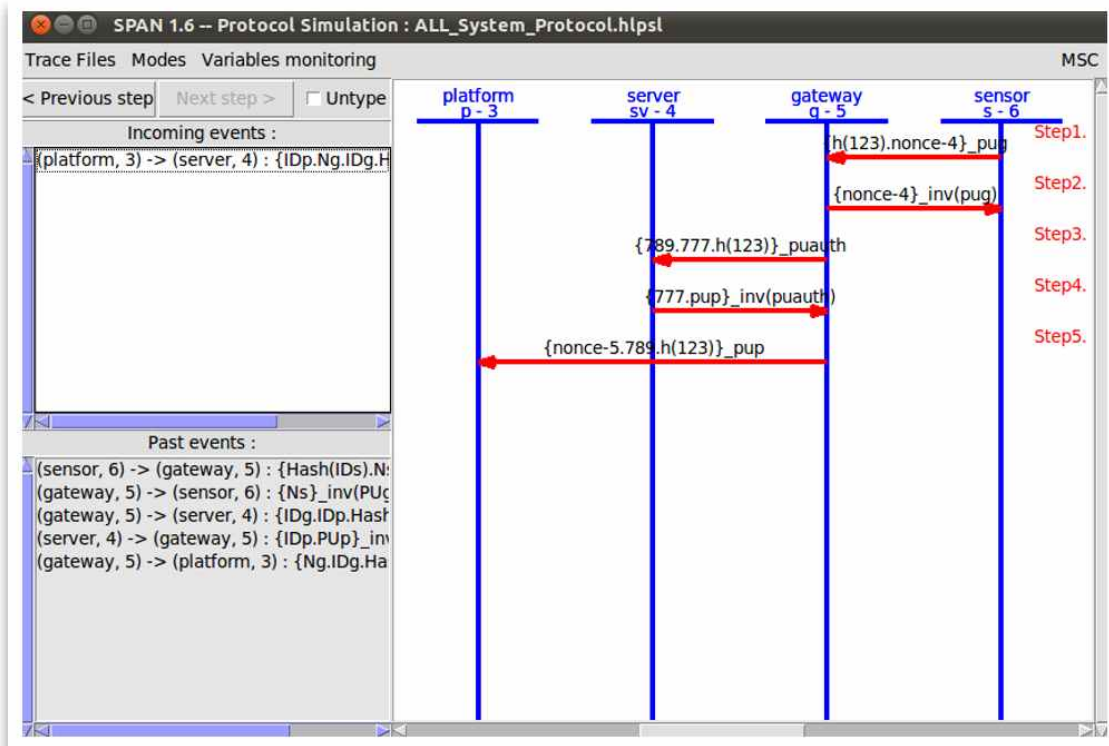 SPAN 1.6 -- Protocol Simulation : ALL_System_Protocol.hlpsl
Trace Files Modes Variables monitoring MSC
< Previous step Next step > Untype
Incoming events :
(platform, 3) -> (server, 4) : {IDp.Ng.IDg.H
Past events :
(sensor, 6) -> (gateway, 5) : {Hash(IDs).Ns
(gateway, 5) -> (sensor, 6) : {Ns}_inv(PUg
(gateway, 5) -> (server, 4) : {IDg.IDp.Hash
(server, 4) -> (gateway, 5) : {IDp.PUp}_inv
(gateway, 5) -> (platform, 3) : {Ng.IDg.Ha
platform server gateway sensor
p - 3 sv - 4 g - 5 s - 6
Step1.
{h(123).nonce-4}_pug
Step2.
{nonce-4}_inv(pug)
Step3.
{789.777.h(123)}_puauth
Step4.
{777.pup}_inv(puauth)
Step5.
{nonce-5.789.h(123)}_pup